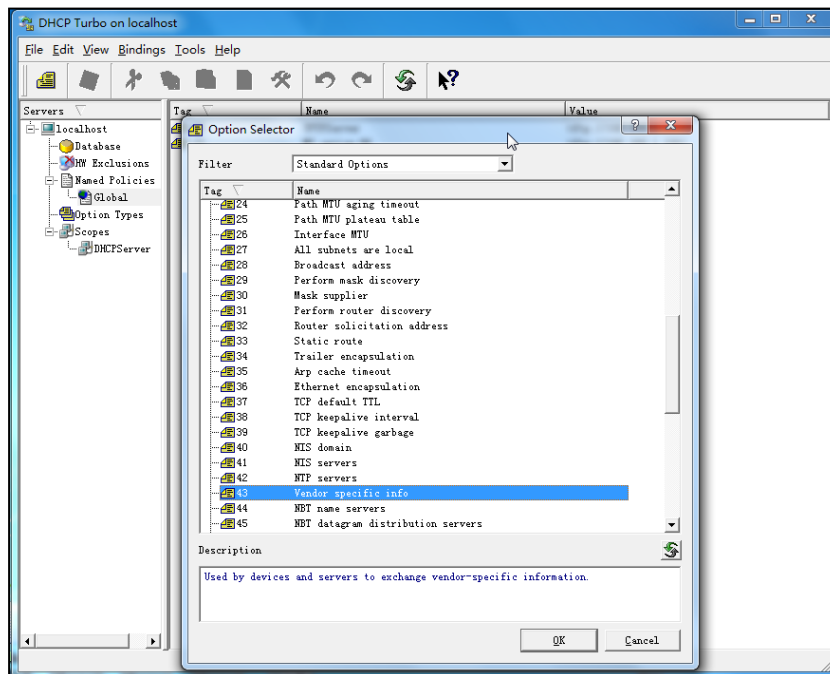 DHCP Turbo on localhost
File Edit View Bindings Tools Help
Servers
Tag Name Value
localhost
Database
HW Exclusions
Named Policies
Global
Option Types
Scopes
DHCPServer
Option Selector
Filter Standard Options
Tag Name
24 Path MTU aging timeout
25 Path MTU plateau table
26 Interface MTU
27 All subnets are local
28 Broadcast address
29 Perform mask discovery
30 Mask supplier
31 Perform router discovery
32 Router solicitation address
33 Static route
34 Trailer encapsulation
35 Arp cache timeout
36 Ethernet encapsulation
37 TCP default TTL
38 TCP keepalive interval
39 TCP keepalive garbage
40 NIS domain
41 NIS servers
42 NTP servers
43 Vendor specific info
44 NBT name servers
45 NBT datagram distribution servers
Description
Used by devices and servers to exchange vendor-specific information.
OK Cancel